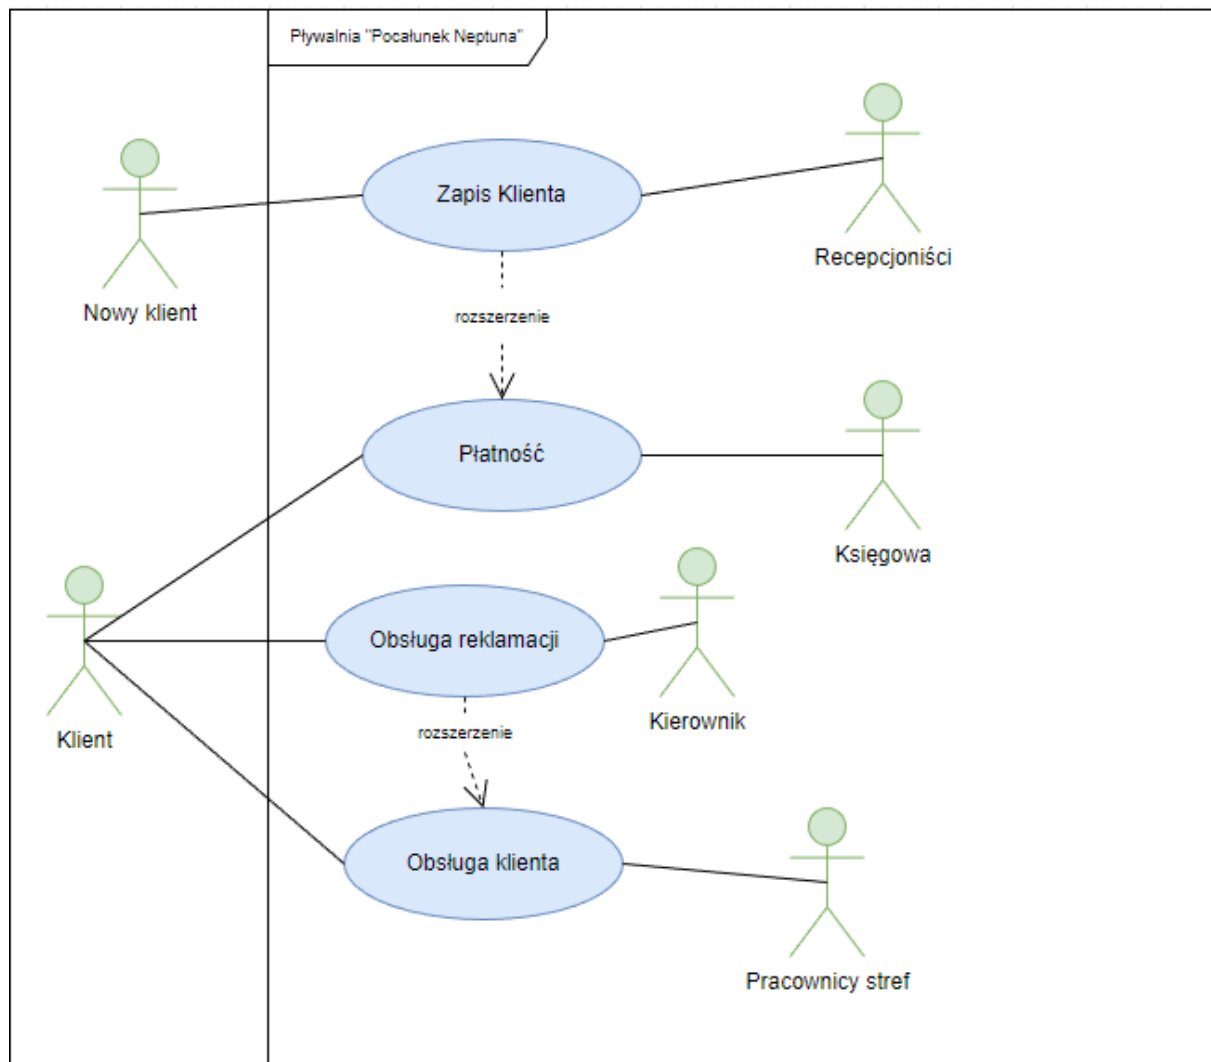 Pływalnia "Pocałunek Neptuna"
Zapis Klienta
Recepcjoniści
Nowy klient
rozszerzenie
Płatność
Księgowa
Obsługa reklamacji
Kierownik
Klient
rozszerzenie
Obsługa klienta
Pracownicy stref